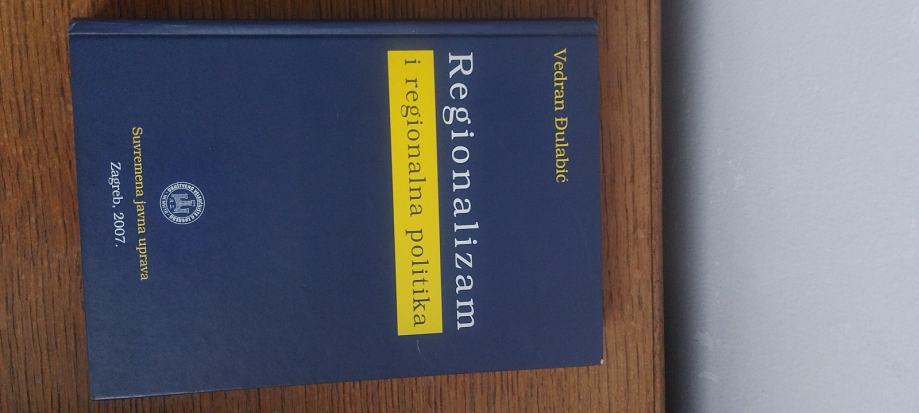 Vedran Đulabić
Regionalizam
i regionalna politika
Suvremena javna uprava
Zagreb, 2007.